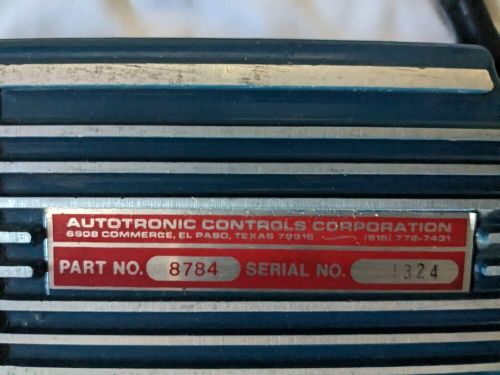 AUTOTRONIC CONTROLS CORPORATION
6908 COMMERCE, EL PASO, TEXAS 79915 (915) 772-7431
PART NO. 8784 SERIAL NO. 1324